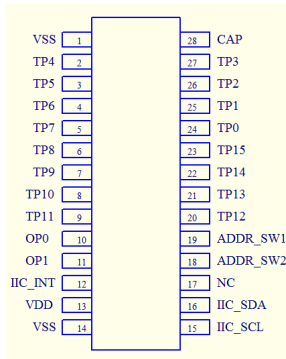 VSS 1 28 CAP
TP4 2 27 TP3
TP5 3 26 TP2
TP6 4 25 TP1
TP7 5 24 TP0
TP8 6 23 TP15
TP9 7 22 TP14
TP10 8 21 TP13
TP11 9 20 TP12
OP0 10 19 ADDR_SW1
OP1 11 18 ADDR_SW2
IIC_INT 12 17 NC
VDD 13 16 IIC_SDA
VSS 14 15 IIC_SCL